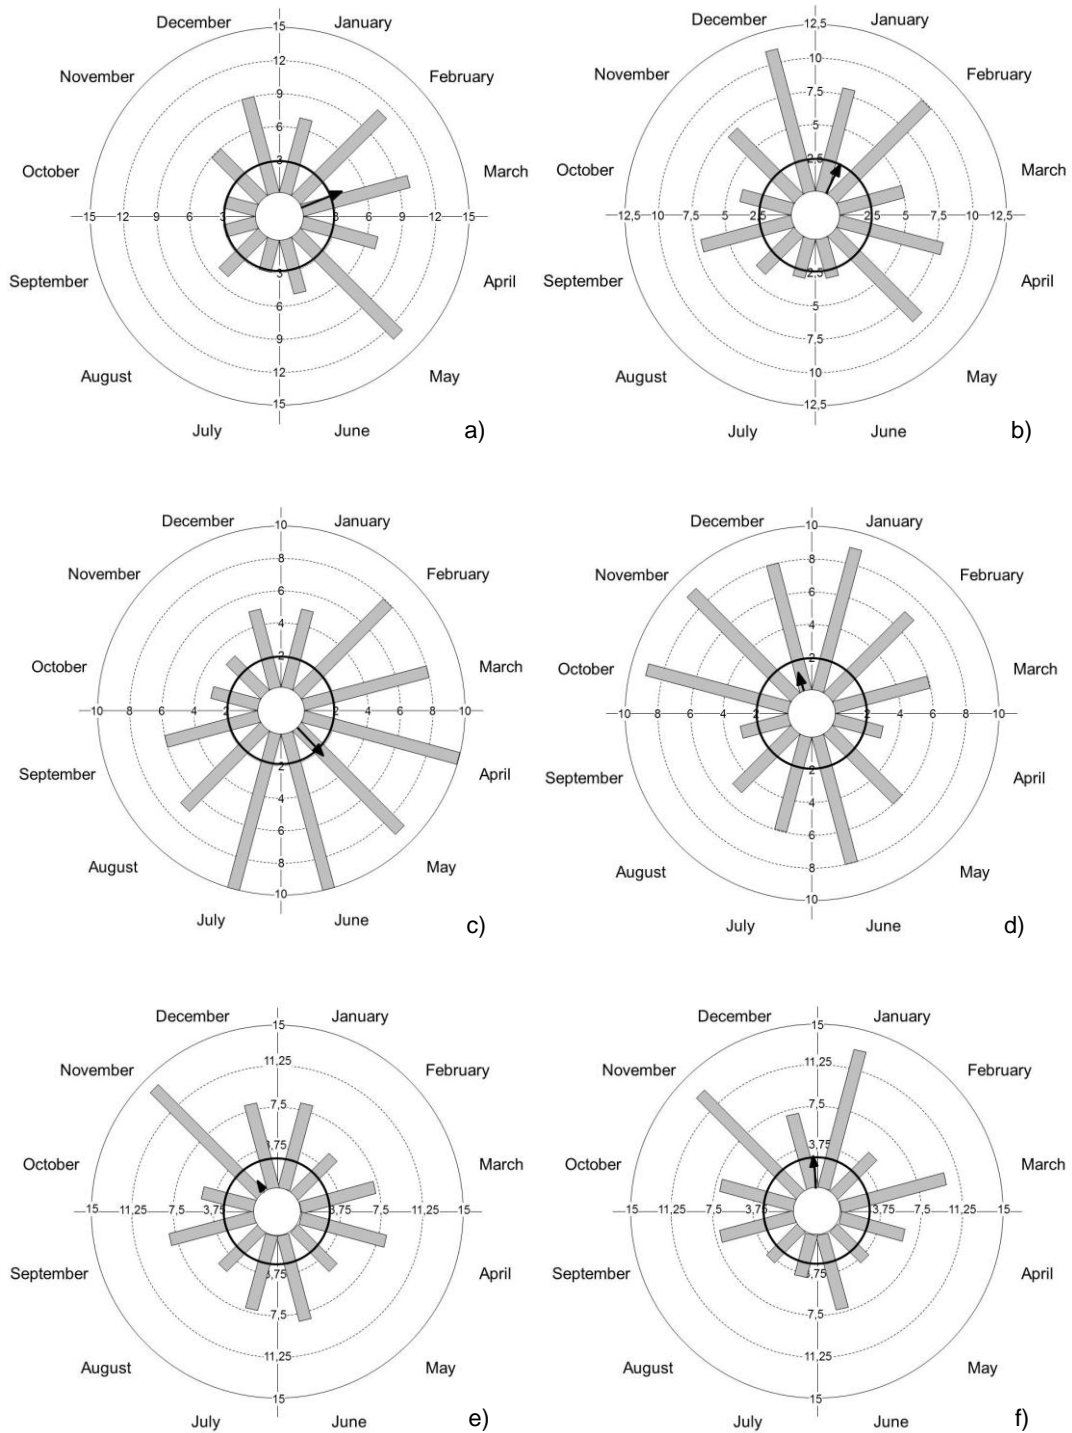 December 15 January
November 12 February
9
6
October 3 March
15 12 9 6 3 3 6 9 12 15
September 3 April
6
9
August 12 May
15
July June a)
December 12,5 January
November 10 February
7,5
5
October 2,5 March
12,5 10 7,5 5 2,5 2,5 5 7,5 10 12,5
September 2,5 April
5
7,5
August 10 May
12,5
July June b)
December 10 January
November 8 February
6
4
October 2 March
10 8 6 4 2 2 4 6 8 10
September 2 April
4
6
August 8 May
10
July June c)
December 10 January
November 8 February
6
4
October 2 March
10 8 6 4 2 2 4 6 8 10
September 2 April
4
6
August 8 May
10
July June d)
December 15 January
November 11,25 February
7,5
October 3,75 March
15 11,25 7,5 3,75 3,75 7,5 11,25 15
September 3,75 April
7,5
August 11,25 May
15
July June e)
December 15 January
November 11,25 February
7,5
October 3,75 March
15 11,25 7,5 3,75 3,75 7,5 11,25 15
September 3,75 April
7,5
August 11,25 May
15
July June f)